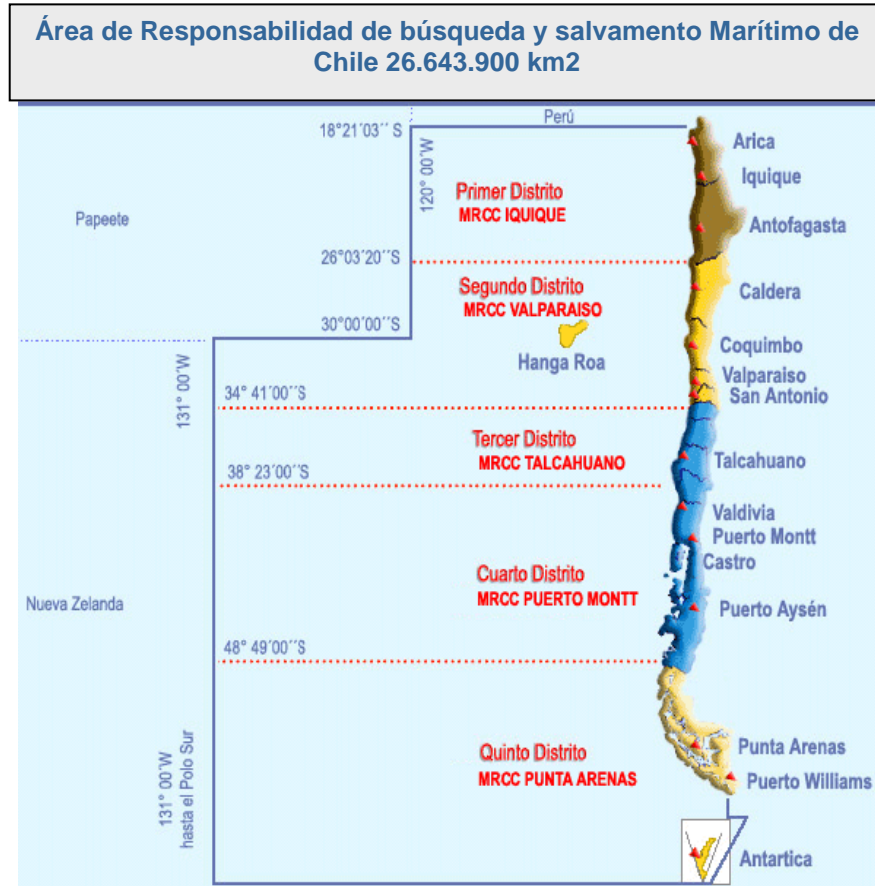 Área de Responsabilidad de búsqueda y salvamento Marítimo de
Chile 26.643.900 km2
Perú
18°21´03´´ S
120° 00´W
Arica
Iquique
Primer Distrito
MRCC IQUIQUE
Papeete
Antofagasta
26°03´20´´S
Segundo Distrito
MRCC VALPARAISO
Caldera
30°00´00´´S
Hanga Roa
Coquimbo
131° 00´W
Valparaiso
34° 41´00´´S
San Antonio
Tercer Distrito
MRCC TALCAHUANO
Talcahuano
38° 23´00´´S
Valdivia
Puerto Montt
Castro
Cuarto Distrito
MRCC PUERTO MONTT
Nueva Zelanda
Puerto Aysén
48° 49´00´´S
131° 00´W
hasta el Polo Sur
Quinto Distrito
MRCC PUNTA ARENAS
Punta Arenas
Puerto Williams
Antartica